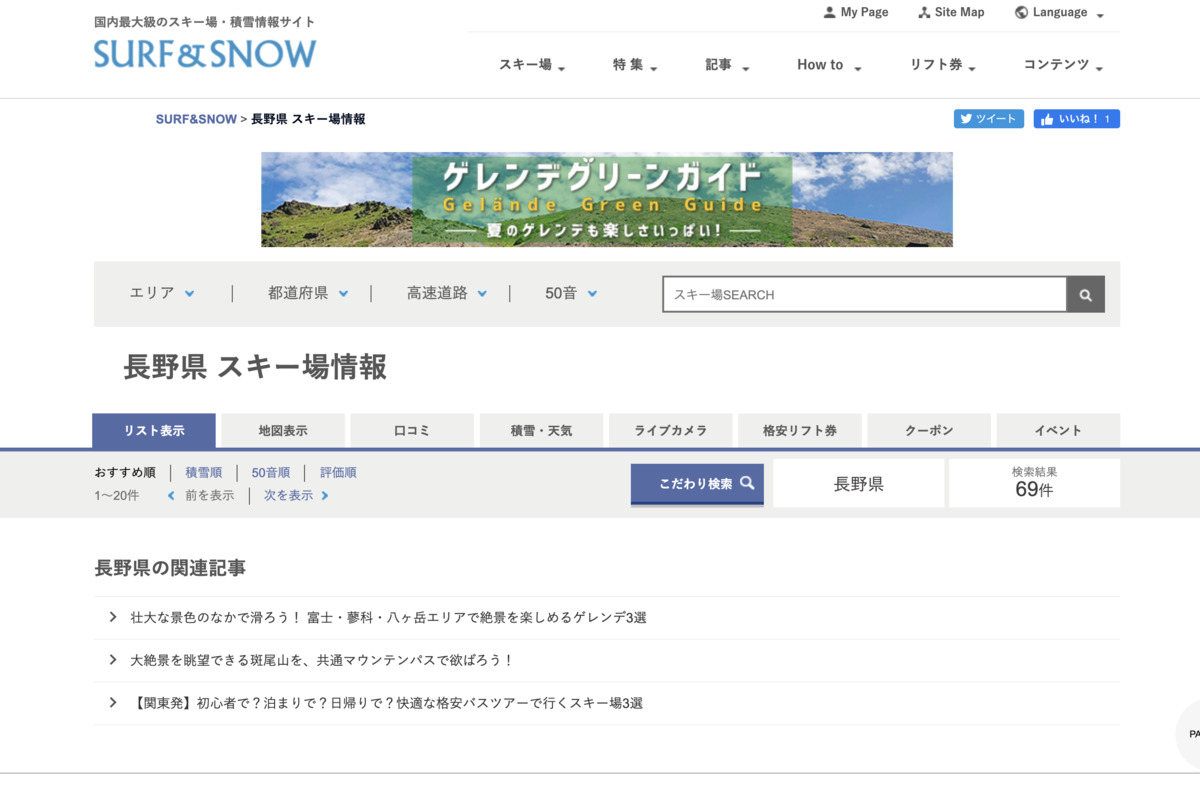 国内最大級のスキー場・積雪情報サイト
SURF&SNOW
My Page
Site Map
Language
スキー場
特 集
記事
How to
リフト券
コンテンツ
SURF&SNOW > 長野県 スキー場情報
ツイート
いいね！ 1
ゲレンデグリーンガイド
Gelände Green Guide
夏のゲレンデも楽しさいっぱい!
エリア
都道府県
高速道路
50音
スキー場SEARCH
長野県 スキー場情報
リスト表示
地図表示
口コミ
積雪・天気
ライブカメラ
格安リフト券
クーポン
イベント
おすすめ順
積雪順
50音順
評価順
1〜20件
前を表示
次を表示
こだわり検索
長野県
検索結果
69件
長野県の関連記事
壮大な景色のなかで滑ろう！ 富士・蓼科・八ヶ岳エリアで絶景を楽しめるゲレンデ3選
大絶景を眺望できる斑尾山を、共通マウンテンパスで欲ばろう！
【関東発】初心者で？泊まりで？日帰りで？快適な格安バスツアーで行くスキー場3選